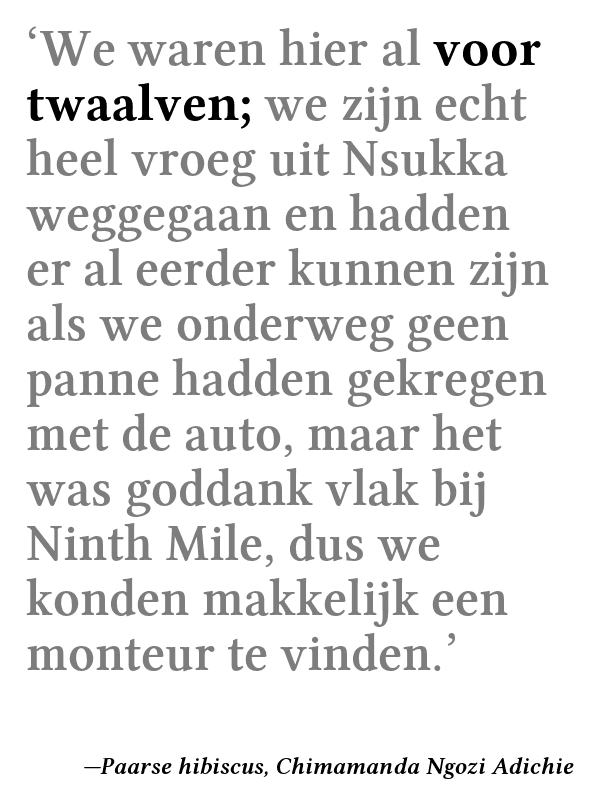 ‘We waren hier al voor
twaalven; we zijn echt
heel vroeg uit Nsukka
weggegaan en hadden
er al eerder kunnen zijn
als we onderweg geen
panne hadden gekregen
met de auto, maar het
was goddank vlak bij
Ninth Mile, dus we
konden makkelijk een
monteur te vinden.’
—Paarse hibiscus, Chimamanda Ngozi Adichie